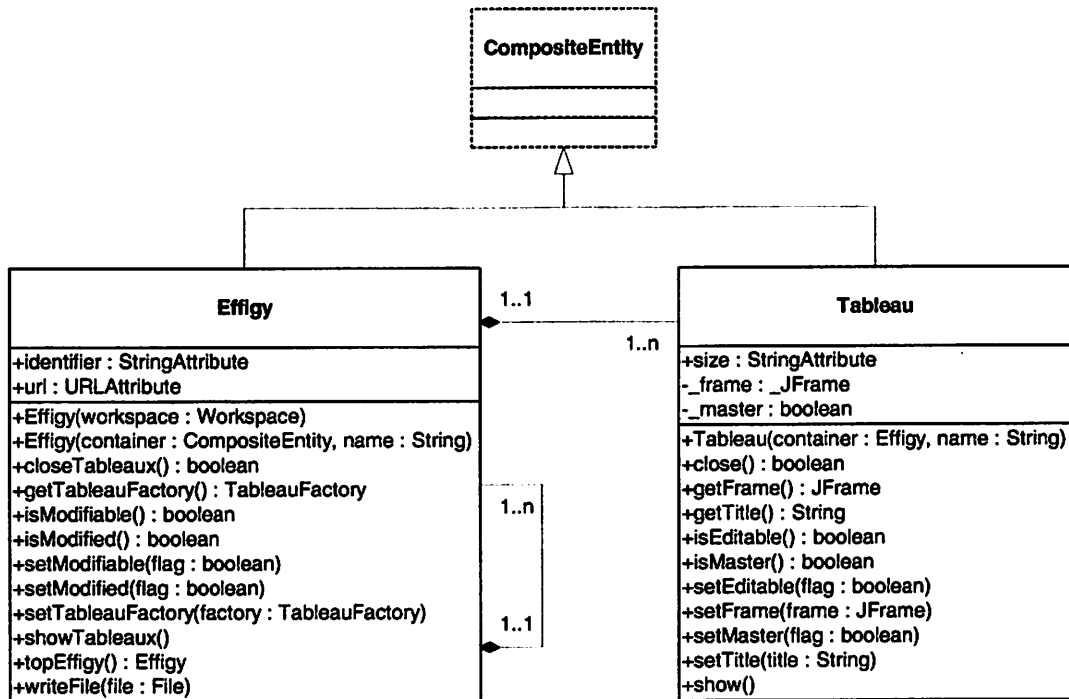 CompositeEntity
Effigy
+identifier : StringAttribute
+url : URLAttribute
+Effigy(workspace : Workspace)
+Effigy(container : CompositeEntity, name : String)
+closeTableaux() : boolean
+getTableauFactory() : TableauFactory
+isModifiable() : boolean
+isModified() : boolean
+setModifiable(flag : boolean)
+setModified(flag : boolean)
+setTableauFactory(factory : TableauFactory)
+showTableaux()
+topEffigy() : Effigy
+writeFile(file : File)
1..1
1..n
1..n
1..1
Tableau
+size : StringAttribute
-_frame : _JFrame
-_master : boolean
+Tableau(container : Effigy, name : String)
+close() : boolean
+getFrame() : JFrame
+getTitle() : String
+isEditable() : boolean
+isMaster() : boolean
+setEditable(flag : boolean)
+setFrame(frame : JFrame)
+setMaster(flag : boolean)
+setTitle(title : String)
+show()